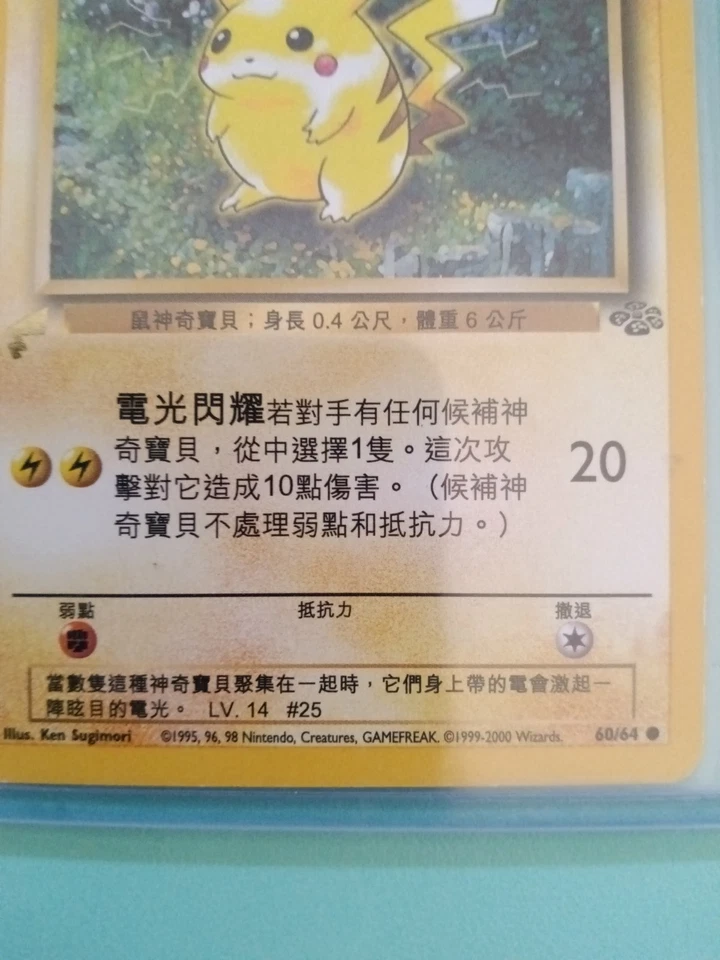 鼠神奇寶貝；身長 0.4 公尺，體重 6 公斤
電光閃耀若對手有任何候補神
奇寶貝，從中選擇1隻。這次攻
擊對它造成10點傷害。（候補神
奇寶貝不處理弱點和抵抗力。）
20
弱點 抵抗力 撤退
當數隻這種神奇寶貝聚集在一起時，它們身上帶的電會激起一
陣眩目的電光。 LV. 14 #25
Illus. Ken Sugimori ©1995, 96, 98 Nintendo, Creatures, GAMEFREAK. ©1999-2000 Wizards. 60/64